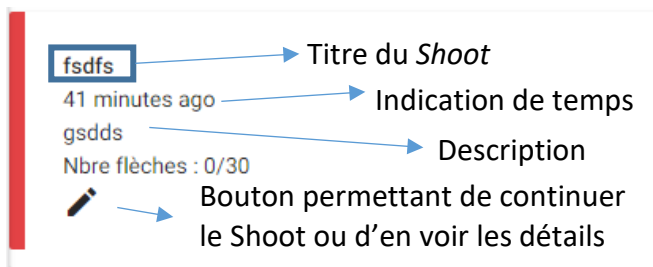 fsdfs
Titre du Shoot
41 minutes ago
Indication de temps
gsdds
Description
Nbre flèches : 0/30
Bouton permettant de continuer
le Shoot ou d'en voir les détails